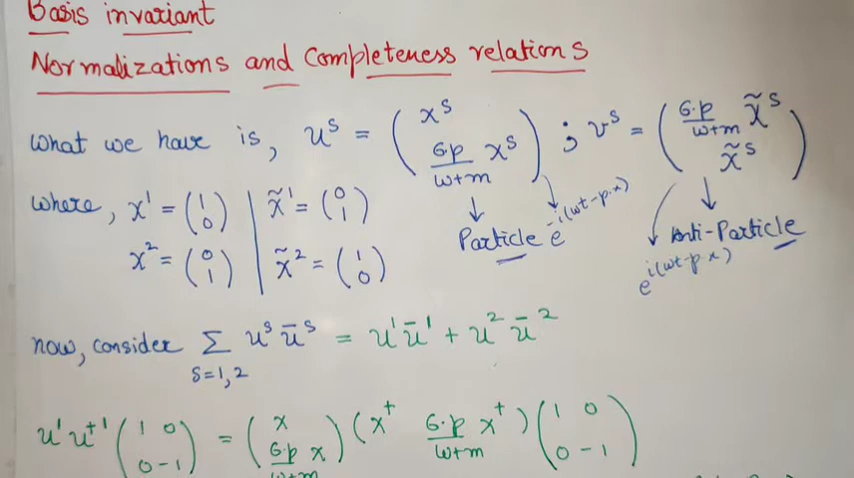 Basis invariant
Normalizations and Completeness relations
what we have is, u^s = ( χ^s ; σ·p/(ω+m) χ^s ) ; v^s = ( σ·p/(ω+m) χ̃^s ; χ̃^s )
where, χ^1 = (1 ; 0) | χ̃^1 = (0 ; 1)
χ^2 = (0 ; 1) | χ̃^2 = (1 ; 0)
↓ Particle e^{-i(ωt-p·x)}
↓ Anti-Particle
e^{i(ωt-p·x)}
now, consider Σ_{s=1,2} u^s ū^s = u^1 ū^1 + u^2 ū^2
u^1 u^{†1} (1 0 ; 0 -1) = ( χ ; σ·p/(ω+m) χ ) ( χ^† σ·p/(ω+m) χ^† ) (1 0 ; 0 -1)